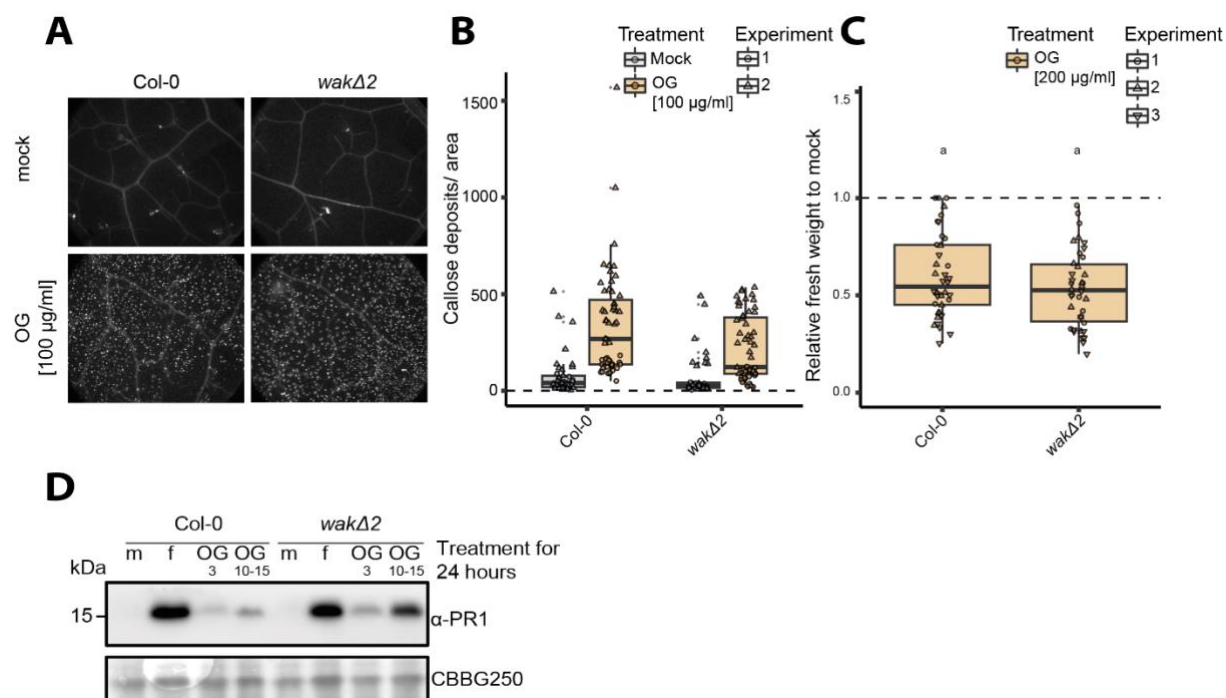 A
Col-0
wakΔ2
mock
OG
[100 µg/ml]
B
Treatment
Experiment
Mock
1
OG
2
[100 µg/ml]
Callose deposits/ area
1500
1000
500
0
Col-0
wakΔ2
C
Treatment
Experiment
OG
[200 µg/ml]
1
2
3
Relative fresh weight to mock
1.5
a
a
1.0
0.5
0.0
Col-0
wakΔ2
D
Col-0
wakΔ2
m f OG OG m f OG OG Treatment for
kDa 3 10-15 3 10-15 24 hours
15
α-PR1
CBBG250